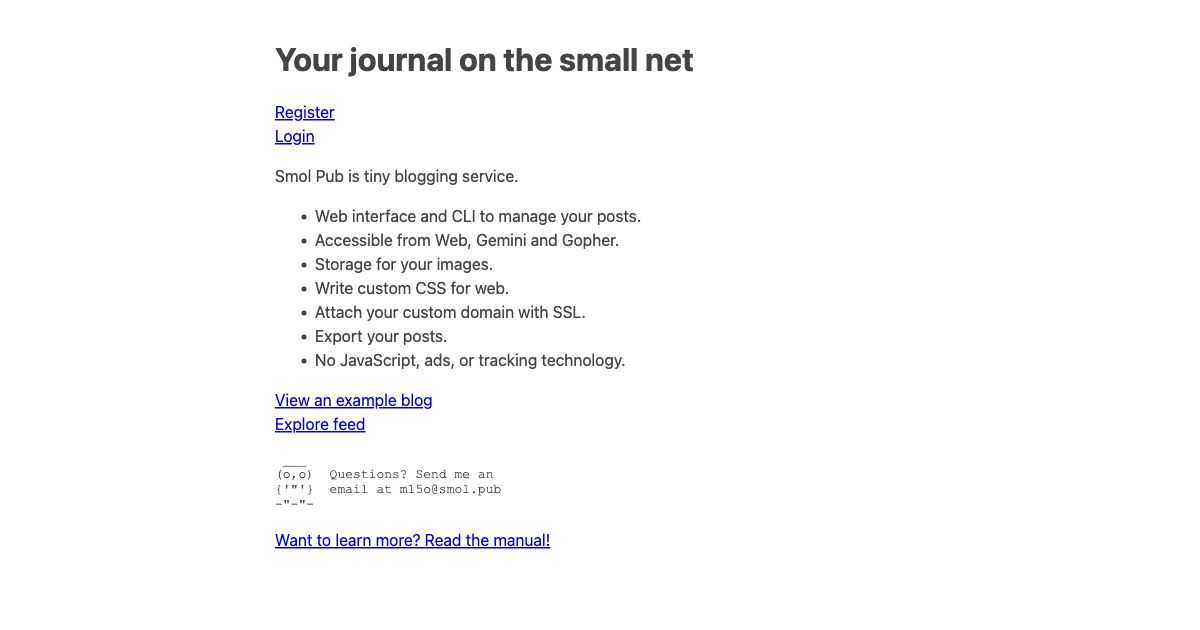 Your journal on the small net
Register
Login
Smol Pub is tiny blogging service.
• Web interface and CLI to manage your posts.
• Accessible from Web, Gemini and Gopher.
• Storage for your images.
• Write custom CSS for web.
• Attach your custom domain with SSL.
• Export your posts.
• No JavaScript, ads, or tracking technology.
View an example blog
Explore feed
 ___
(o,o)  Questions? Send me an
{'"'}  email at m15o@smol.pub
-"-"-
Want to learn more? Read the manual!